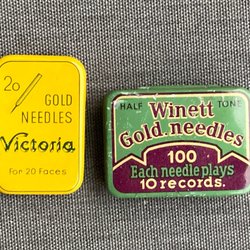 20
GOLD
NEEDLES
Victoria
For 20 Faces
HALF TONE
Winett
Gold needles
100
Each needle plays
10 records.